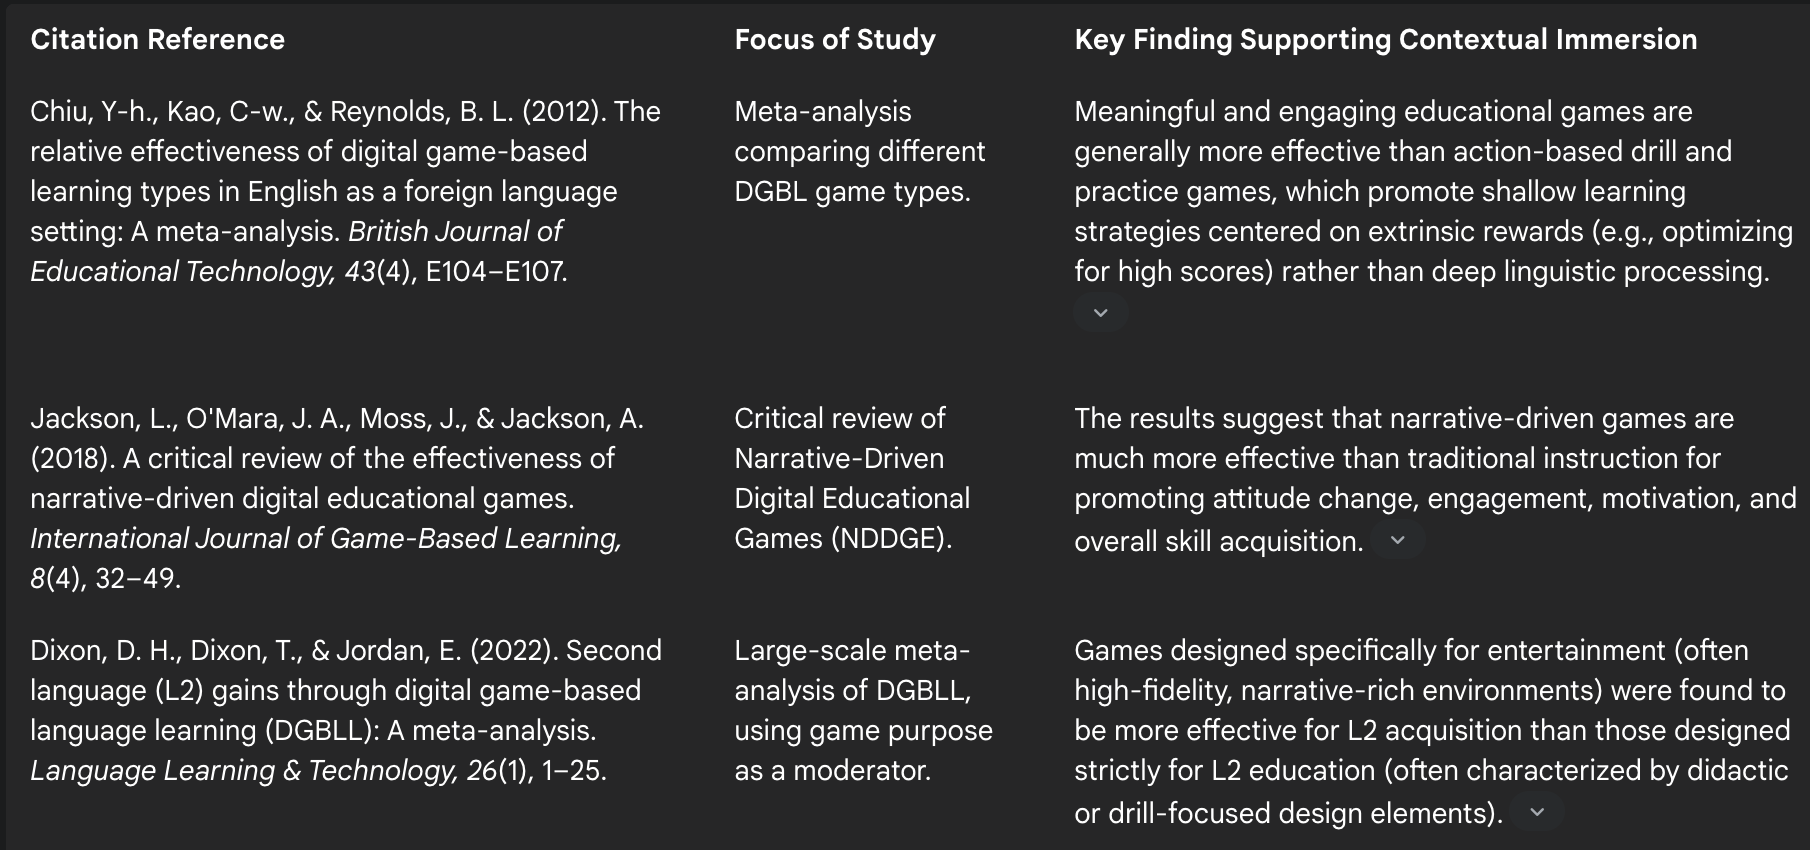 Citation Reference
Focus of Study
Key Finding Supporting Contextual Immersion
Chiu, Y-h., Kao, C-w., & Reynolds, B. L. (2012). The
relative effectiveness of digital game-based
learning types in English as a foreign language
setting: A meta-analysis. British Journal of
Educational Technology, 43(4), E104–E107.
Meta-analysis
comparing different
DGBL game types.
Meaningful and engaging educational games are
generally more effective than action-based drill and
practice games, which promote shallow learning
strategies centered on extrinsic rewards (e.g., optimizing
for high scores) rather than deep linguistic processing.
Jackson, L., O'Mara, J. A., Moss, J., & Jackson, A.
(2018). A critical review of the effectiveness of
narrative-driven digital educational games.
International Journal of Game-Based Learning,
8(4), 32–49.
Critical review of
Narrative-Driven
Digital Educational
Games (NDDGE).
The results suggest that narrative-driven games are
much more effective than traditional instruction for
promoting attitude change, engagement, motivation, and
overall skill acquisition.
Dixon, D. H., Dixon, T., & Jordan, E. (2022). Second
language (L2) gains through digital game-based
language learning (DGBLL): A meta-analysis.
Language Learning & Technology, 26(1), 1–25.
Large-scale meta-
analysis of DGBLL,
using game purpose
as a moderator.
Games designed specifically for entertainment (often
high-fidelity, narrative-rich environments) were found to
be more effective for L2 acquisition than those designed
strictly for L2 education (often characterized by didactic
or drill-focused design elements).